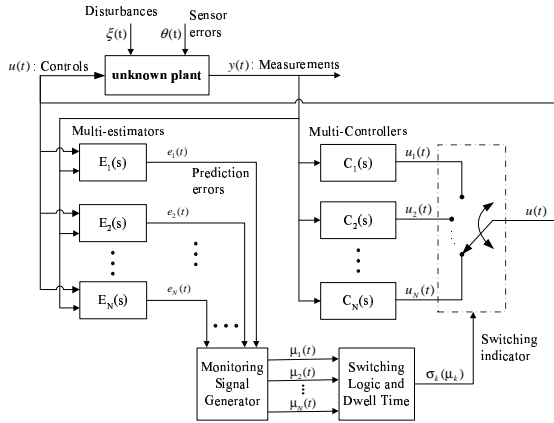 Disturbances
Sensor
errors
ξ(t)
θ(t)
u(t): Controls
unknown plant
y(t): Measurements
Multi-estimators
Multi-Controllers
E1(s)
e1(t)
Prediction
errors
C1(s)
u1(t)
E2(s)
e2(t)
C2(s)
u2(t)
u(t)
EN(s)
eN(t)
CN(s)
uN(t)
Switching
indicator
Monitoring
Signal
Generator
μ1(t)
μ2(t)
μN(t)
Switching
Logic and
Dwell Time
σk(μk)